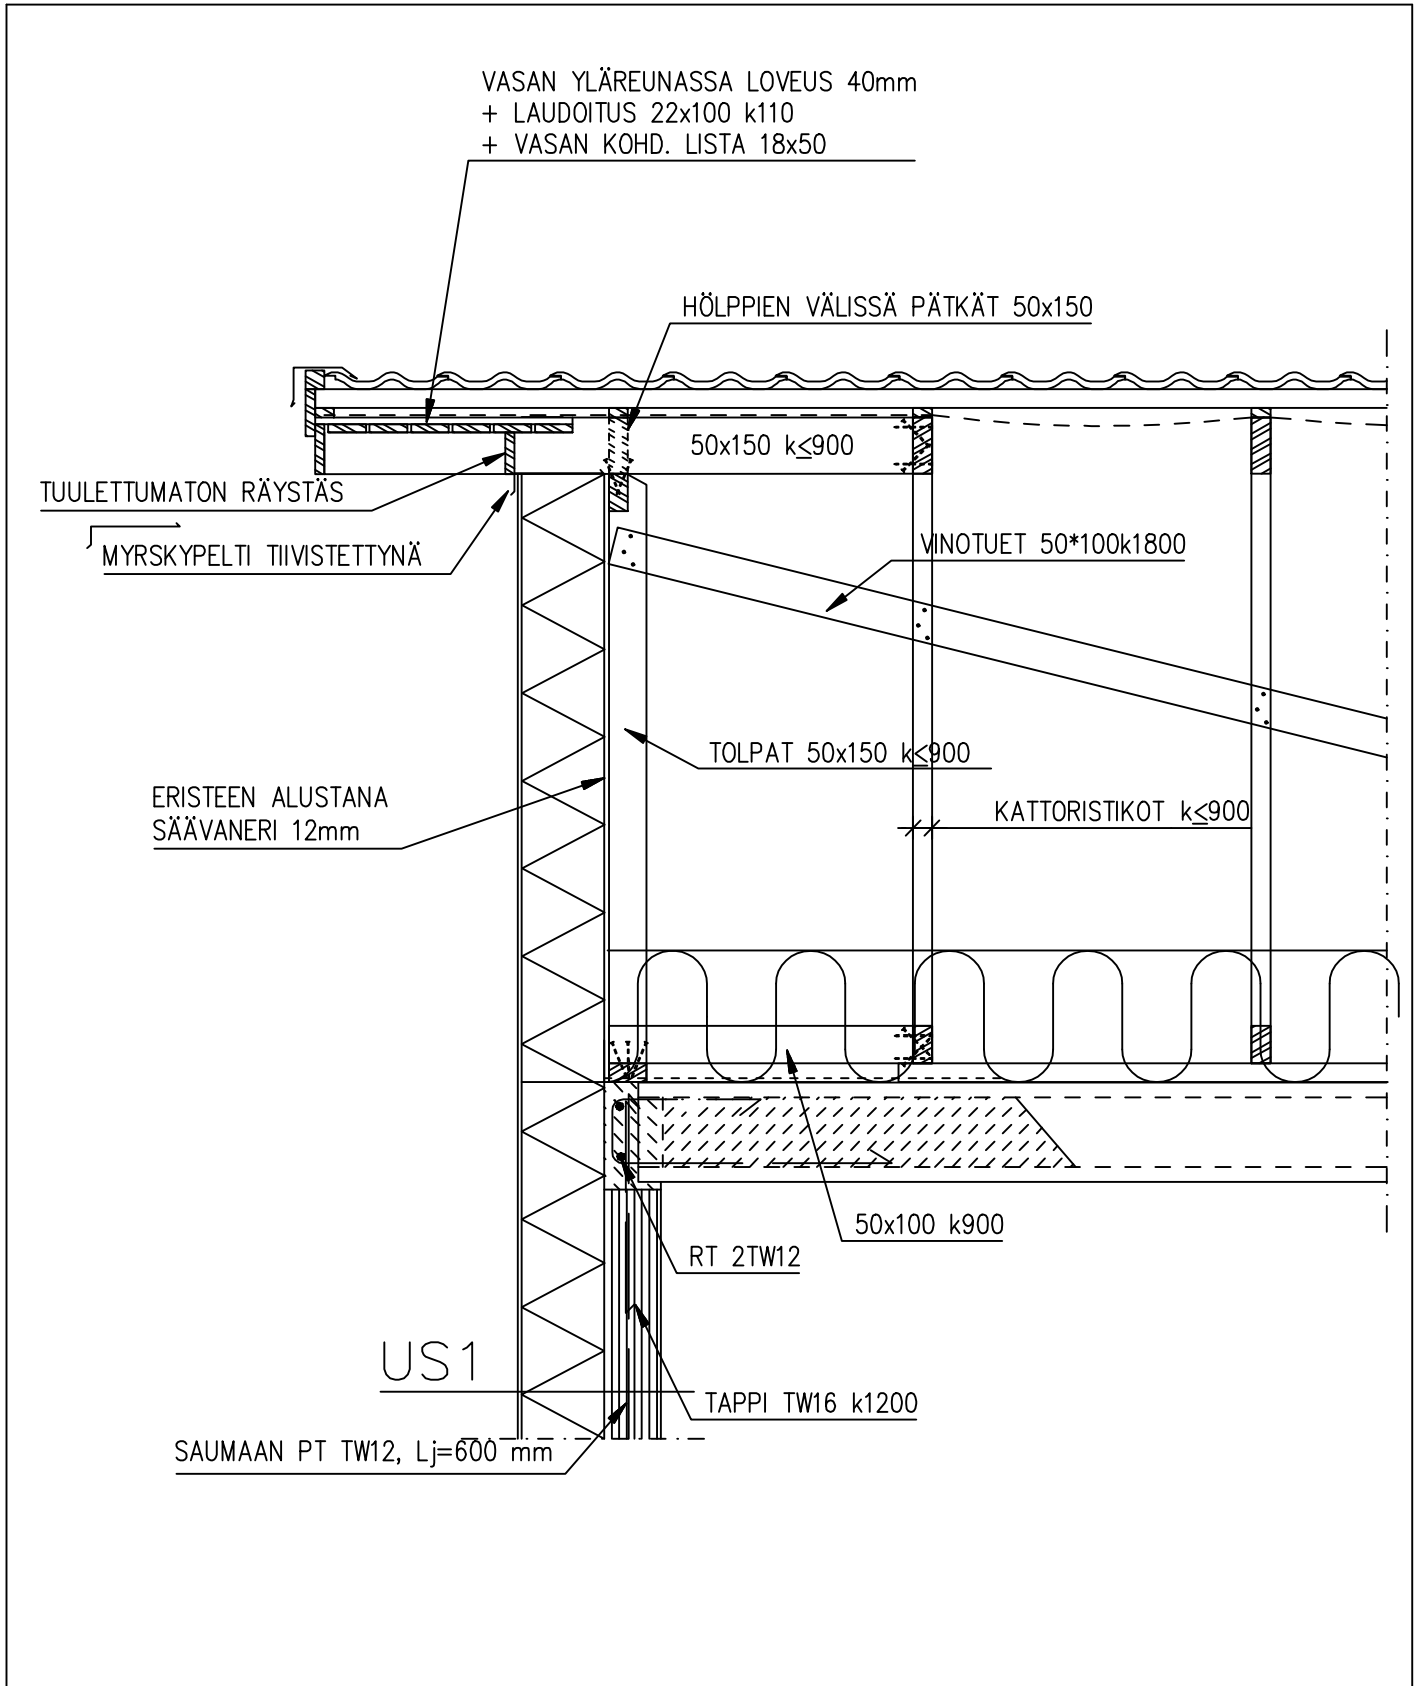 VASAN YLÄREUNASSA LOVEUS 40mm
+ LAUDOITUS 22x100 k110
+ VASAN KOHD. LISTA 18x50
HÖLPPIEN VÄLISSÄ PÄTKÄT 50x150
50x150 k≤900
TUULETTUMATON RÄYSTÄS
MYRSKYPELTI TIIVISTETTYNÄ
VINOTUET 50*100k1800
TOLPAT 50x150 k≤900
ERISTEEN ALUSTANA
SÄÄVANERI 12mm
KATTORISTIKOT k≤900
50x100 k900
RT 2TW12
US1
TAPPI TW16 k1200
SAUMAAN PT TW12, Lj=600 mm